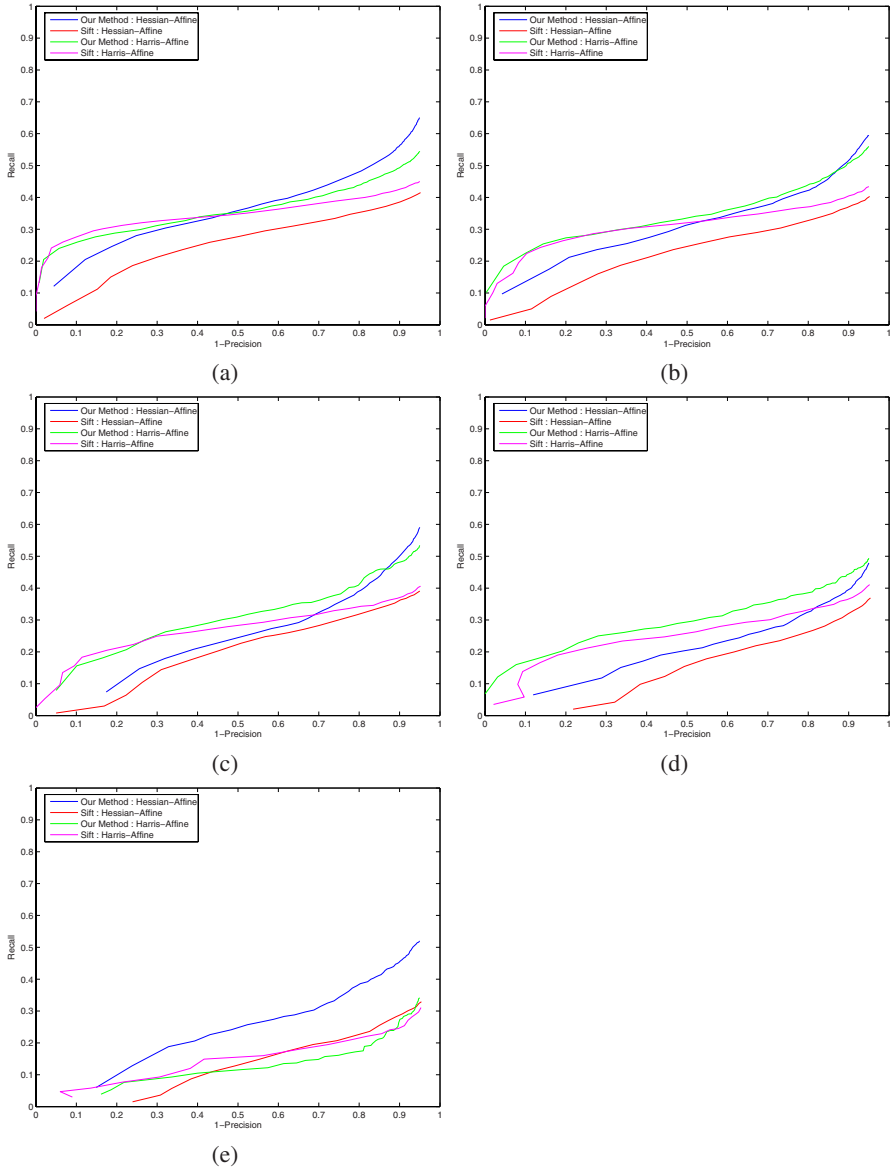 1
0.9
0.8
0.7
0.6
0.5
0.4
0.3
0.2
0.1
0
Recall
Our Method : Hessian−Affine
Sift : Hessian−Affine
Our Method : Harris−Affine
Sift : Harris−Affine
0 0.1 0.2 0.3 0.4 0.5 0.6 0.7 0.8 0.9 1
1−Precision
(a)
1
0.9
0.8
0.7
0.6
0.5
0.4
0.3
0.2
0.1
0
Recall
Our Method : Hessian−Affine
Sift : Hessian−Affine
Our Method : Harris−Affine
Sift : Harris−Affine
0 0.1 0.2 0.3 0.4 0.5 0.6 0.7 0.8 0.9 1
1−Precision
(b)
1
0.9
0.8
0.7
0.6
0.5
0.4
0.3
0.2
0.1
0
Recall
Our Method : Hessian−Affine
Sift : Hessian−Affine
Our Method : Harris−Affine
Sift : Harris−Affine
0 0.1 0.2 0.3 0.4 0.5 0.6 0.7 0.8 0.9 1
1−Precision
(c)
1
0.9
0.8
0.7
0.6
0.5
0.4
0.3
0.2
0.1
0
Recall
Our Method : Hessian−Affine
Sift : Hessian−Affine
Our Method : Harris−Affine
Sift : Harris−Affine
0 0.1 0.2 0.3 0.4 0.5 0.6 0.7 0.8 0.9 1
1−Precision
(d)
1
0.9
0.8
0.7
0.6
0.5
0.4
0.3
0.2
0.1
0
Recall
Our Method : Hessian−Affine
Sift : Hessian−Affine
Our Method : Harris−Affine
Sift : Harris−Affine
0 0.1 0.2 0.3 0.4 0.5 0.6 0.7 0.8 0.9 1
1−Precision
(e)